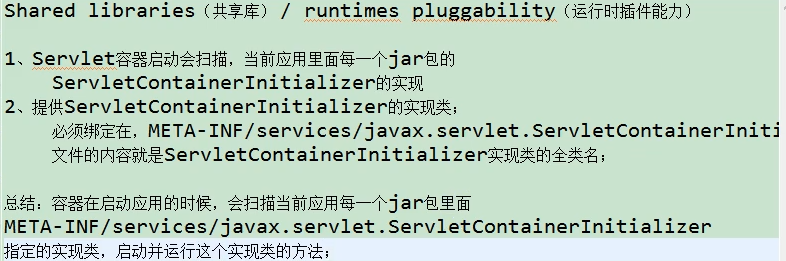 Shared libraries（共享库）/ runtimes pluggability（运行时插件能力）
1、Servlet容器启动会扫描，当前应用里面每一个jar包的
ServletContainerInitializer的实现
2、提供ServletContainerInitializer的实现类；
必须绑定在，META-INF/services/javax.servlet.ServletContainerIniti
文件的内容就是ServletContainerInitializer实现类的全类名；
总结：容器在启动应用的时候，会扫描当前应用每一个jar包里面
META-INF/services/javax.servlet.ServletContainerInitializer
指定的实现类，启动并运行这个实现类的方法；